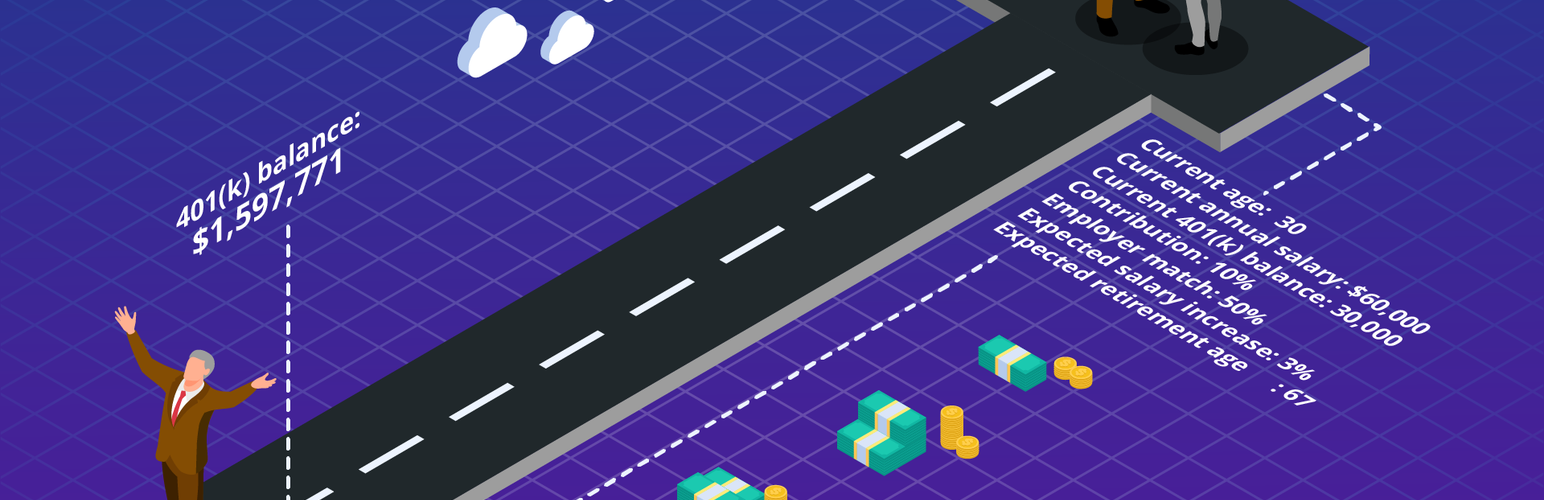 401(k) balance:
$1,597,771
Current age: 30
Current annual salary: $60,000
Current 401(k) balance: 30,000
Contribution: 10%
Employer match: 50%
Expected salary increase: 3%
Expected retirement age
: 67